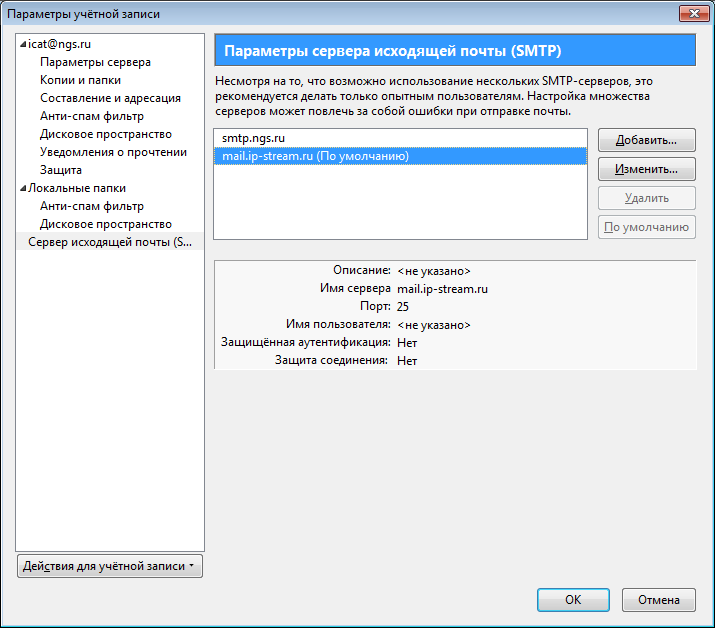 Параметры учётной записи
icat@ngs.ru
Параметры сервера
Копии и папки
Составление и адресация
Анти-спам фильтр
Дисковое пространство
Уведомления о прочтении
Защита
Локальные папки
Анти-спам фильтр
Дисковое пространство
Сервер исходящей почты (S...
Действия для учётной записи
Параметры сервера исходящей почты (SMTP)
Несмотря на то, что возможно использование нескольких SMTP-серверов, это
рекомендуется делать только опытным пользователям. Настройка множества
серверов может повлечь за собой ошибки при отправке почты.
smtp.ngs.ru
mail.ip-stream.ru (По умолчанию)
Добавить...
Изменить...
Удалить
По умолчанию
Описание: <не указано>
Имя сервера mail.ip-stream.ru
Порт: 25
Имя пользователя: <не указано>
Защищённая аутентификация: Нет
Защита соединения: Нет
OK
Отмена